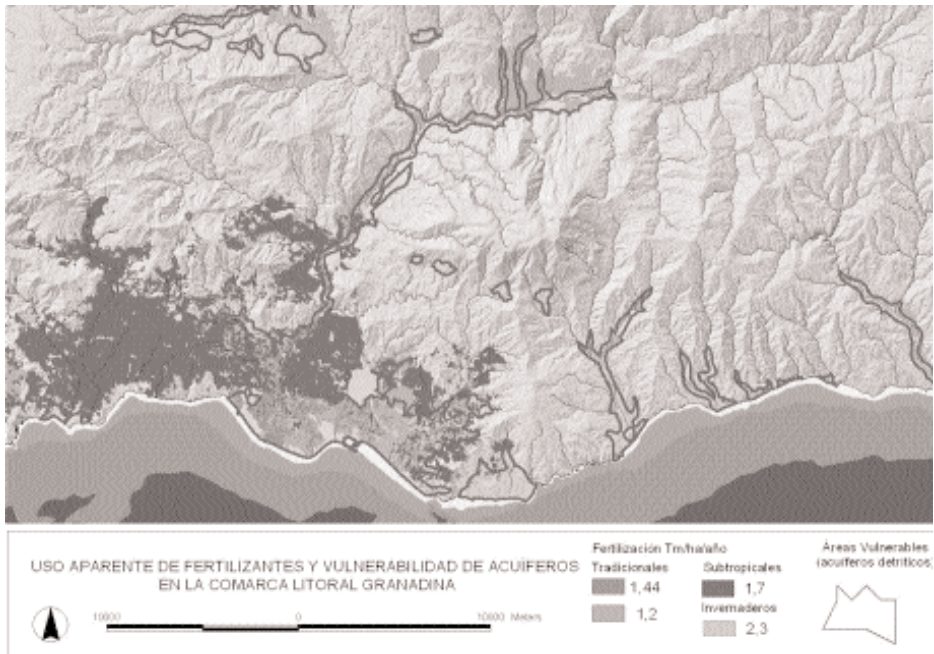 USO APARENTE DE FERTILIZANTES Y VULNERABILIDAD DE ACUÍFEROS
EN LA COMARCA LITORAL GRANADINA
10000 0 10000 Meters
Fertilización Tm/ha/año
Tradicionales
1,44
1,2
Subtropicales
1,7
Invernaderos
2,3
Áreas Vulnerables
(acuíferos detríticos)